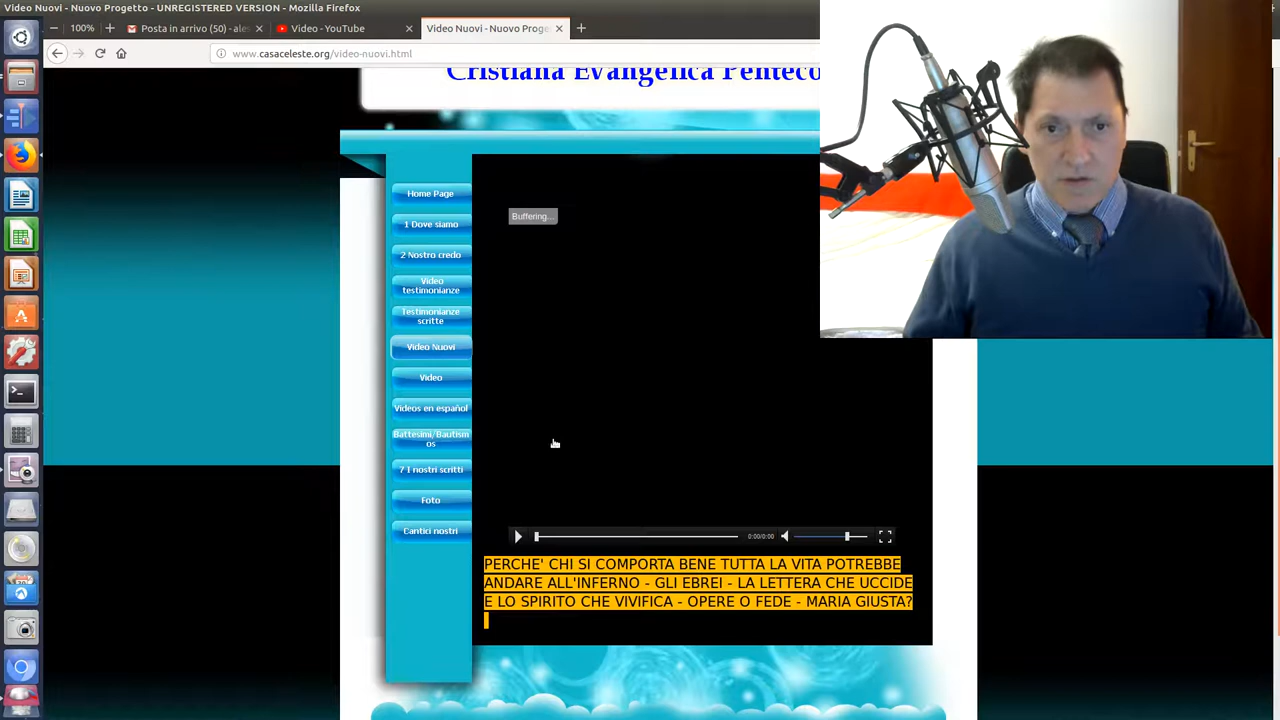 Video Nuovi - Nuovo Progetto - UNREGISTERED VERSION - Mozilla Firefox
100%
Posta in arrivo (50) - ales
Video - YouTube
Video Nuovi - Nuovo Proge
www.casaceleste.org/video-nuovi.html
Cristiana Evangelica Penteco
Home Page
1 Dove siamo
2 Nostro credo
Video
testimonianze
Testimonianze
scritte
Video Nuovi
Video
Videos en español
Battesimi/Bautism
os
7 I nostri scritti
Foto
Cantici nostri
Buffering...
0:00/0:00
PERCHE' CHI SI COMPORTA BENE TUTTA LA VITA POTREBBE
ANDARE ALL'INFERNO - GLI EBREI - LA LETTERA CHE UCCIDE
E LO SPIRITO CHE VIVIFICA - OPERE O FEDE - MARIA GIUSTA?